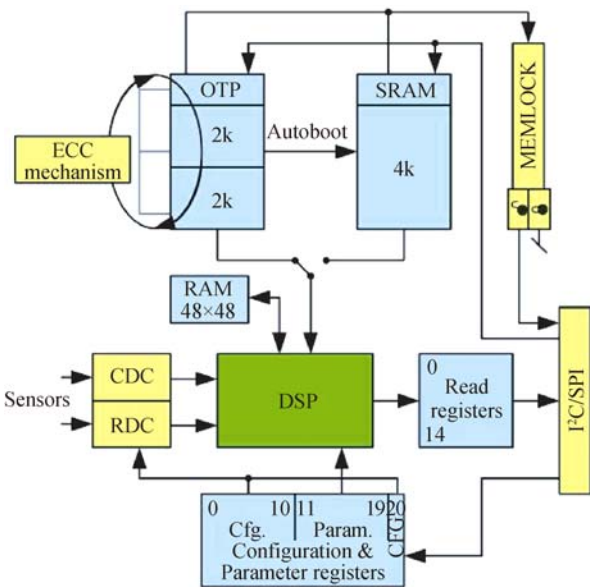 OTP
SRAM
MEMLOCK
ECC
mechanism
2k
Autoboot
4k
2k
RAM
48×48
I²C/SPI
Sensors
CDC
RDC
DSP
0
Read
registers
14
0 10 11 19 20
Cfg. Param. CFG
Configuration &
Parameter registers